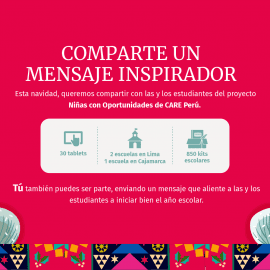 COMPARTE UN
MENSAJE INSPIRADOR
Esta navidad, queremos compartir con las y los estudiantes del proyecto
Niñas con Oportunidades de CARE Perú.
30 tablets
2 escuelas en Lima
1 escuela en Cajamarca
850 kits
escolares
Tú también puedes ser parte, enviando un mensaje que aliente a las y los
estudiantes a iniciar bien el año escolar.